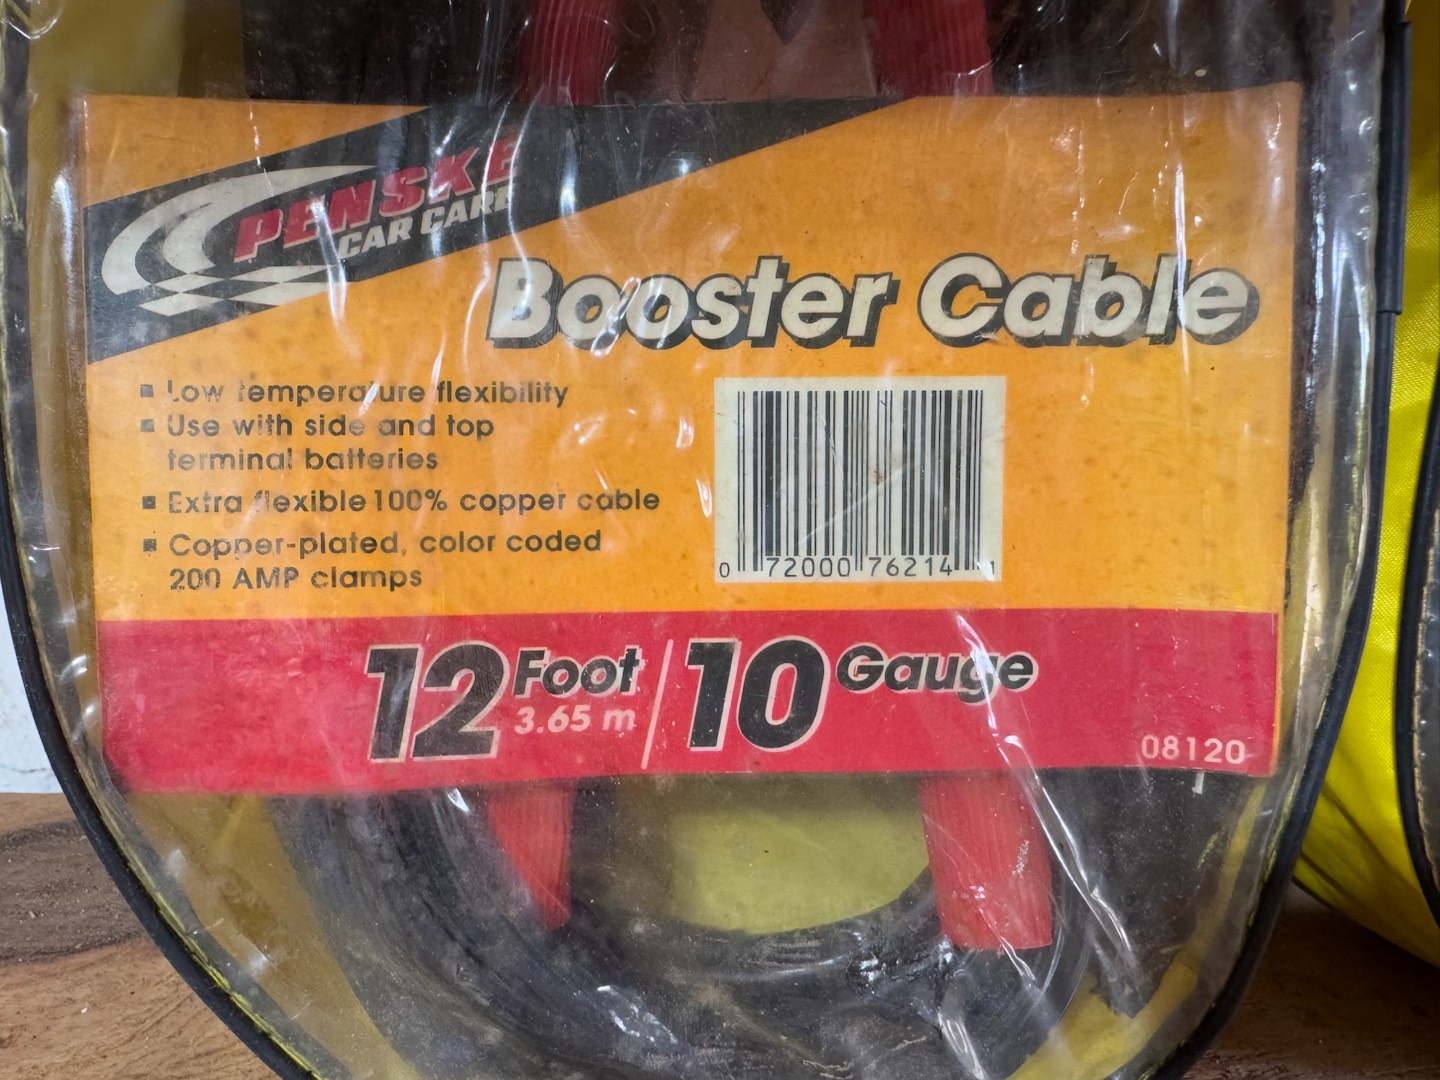 PENSKE
CAR CARE
Booster Cable
▪ Low temperature flexibility
▪ Use with side and top
terminal batteries
▪ Extra flexible 100% copper cable
▪ Copper-plated, color coded
200 AMP clamps
0 72000 76214 1
12 Foot / 10 Gauge
3.65 m
08120